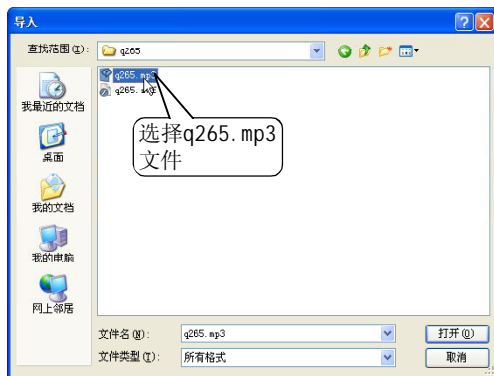 导入
查找范围(I):
q265
q265.mp3
我最近的文档
选择q265.mp3
文件
桌面
我的文档
我的电脑
网上邻居
文件名(N):
q265.mp3
打开(O)
文件类型(T):
所有格式
取消